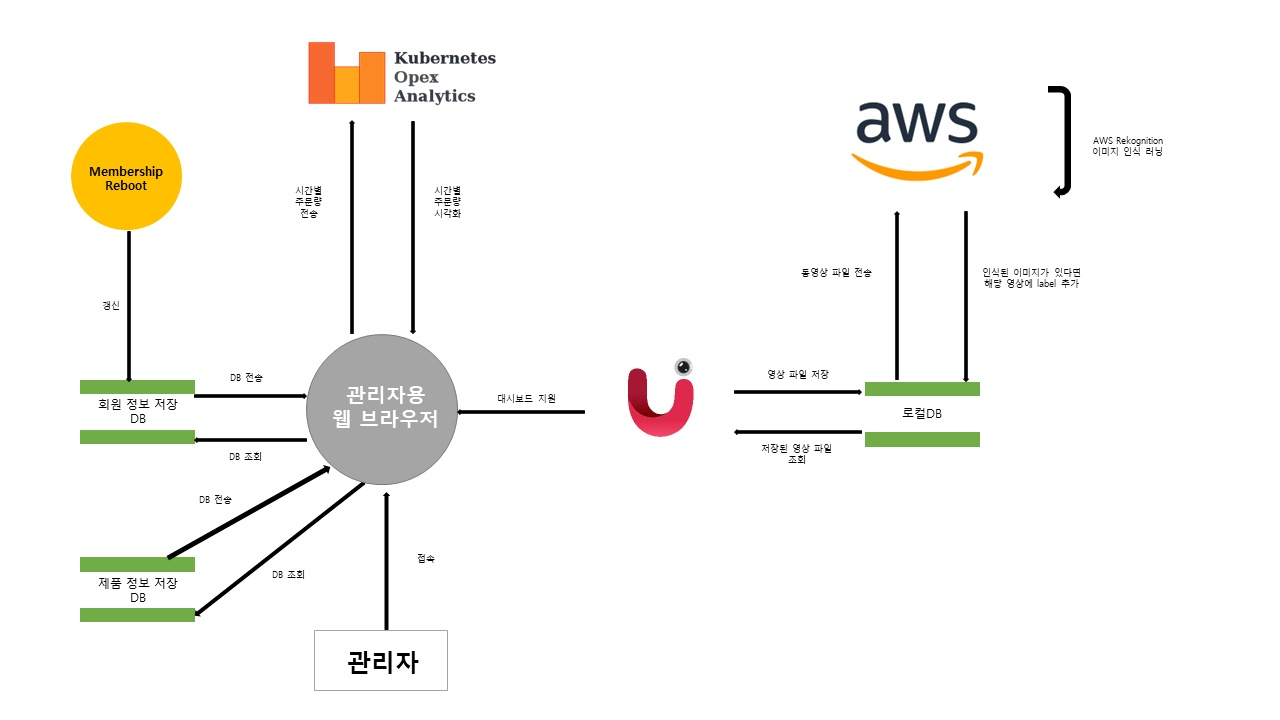 Kubernetes
Opex
Analytics
aws
AWS Rekognition
이미지 인식 러닝
Membership
Reboot
시간별
주문량
전송
시간별
주문량
시각화
동영상 파일 전송
인식된 이미지가 있다면
해당 영상에 label 추가
갱신
DB 전송
회원 정보 저장
DB
관리자용
웹 브라우저
대시보드 지원
영상 파일 저장
로컬DB
저장된 영상 파일
조회
DB 조회
DB 전송
제품 정보 저장
DB
DB 조회
접속
관리자